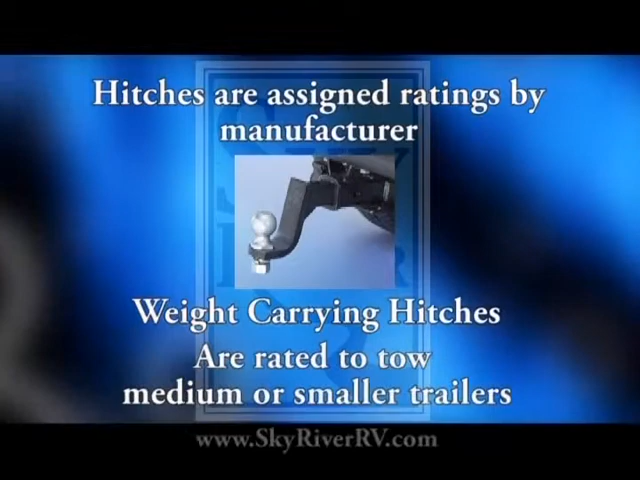 Hitches are assigned ratings by
manufacturer
Weight Carrying Hitches
Are rated to tow
medium or smaller trailers
www.SkyRiverRV.com